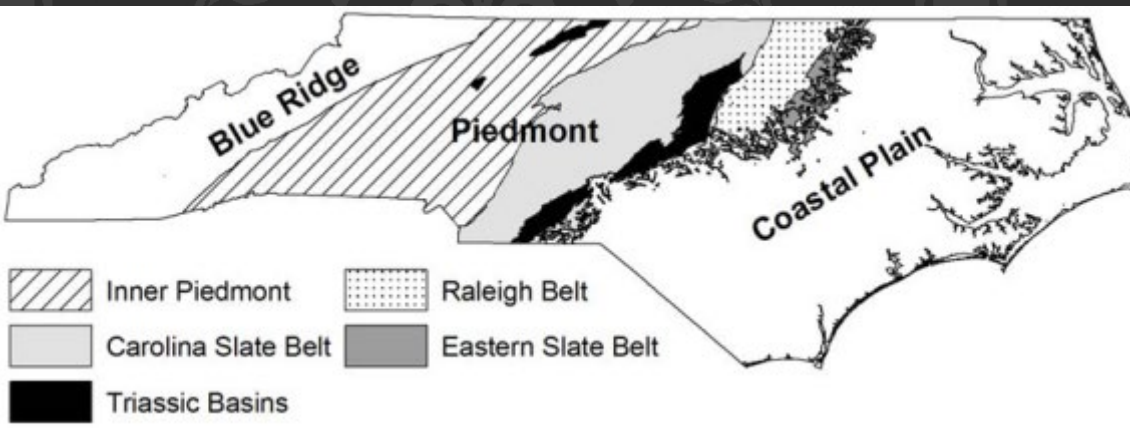 Blue Ridge
Piedmont
Coastal Plain
Inner Piedmont
Raleigh Belt
Carolina Slate Belt
Eastern Slate Belt
Triassic Basins